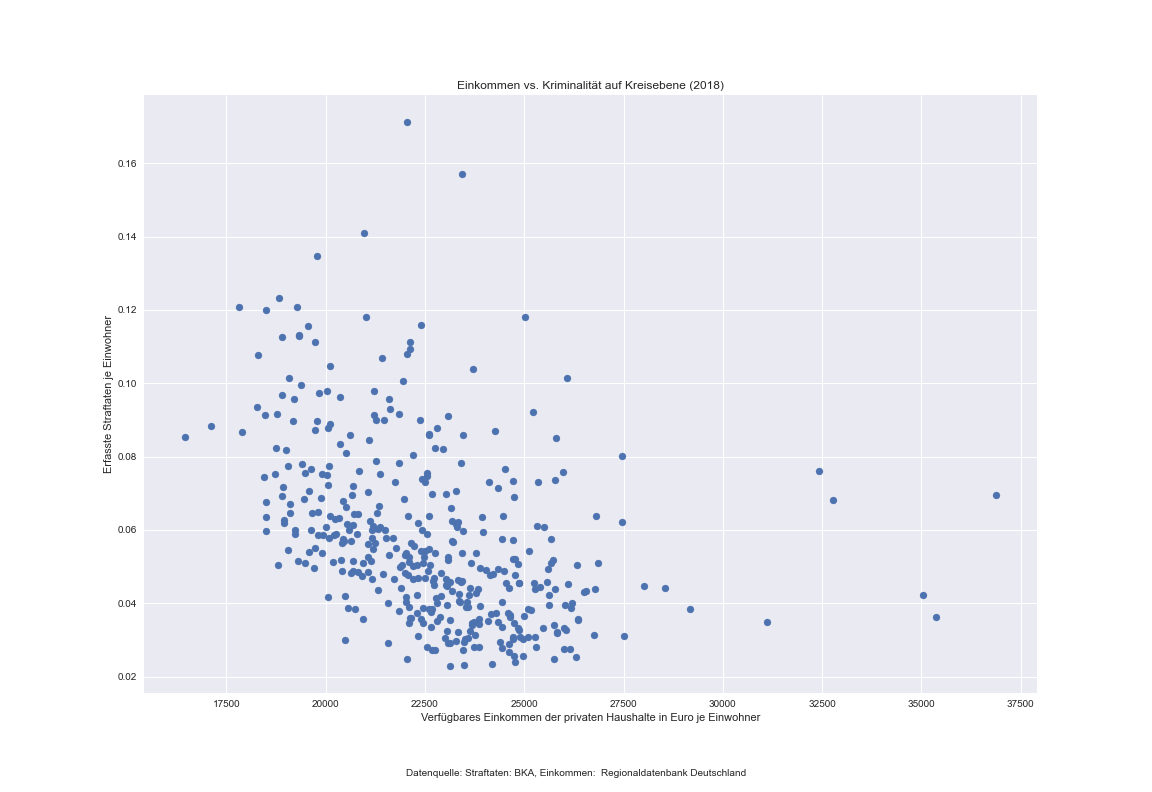 Einkommen vs. Kriminalität auf Kreisebene (2018)
Erfasste Straftaten je Einwohner
0.16
0.14
0.12
0.10
0.08
0.06
0.04
0.02
17500 20000 22500 25000 27500 30000 32500 35000 37500
Verfügbares Einkommen der privaten Haushalte in Euro je Einwohner
Datenquelle: Straftaten: BKA, Einkommen:  Regionaldatenbank Deutschland